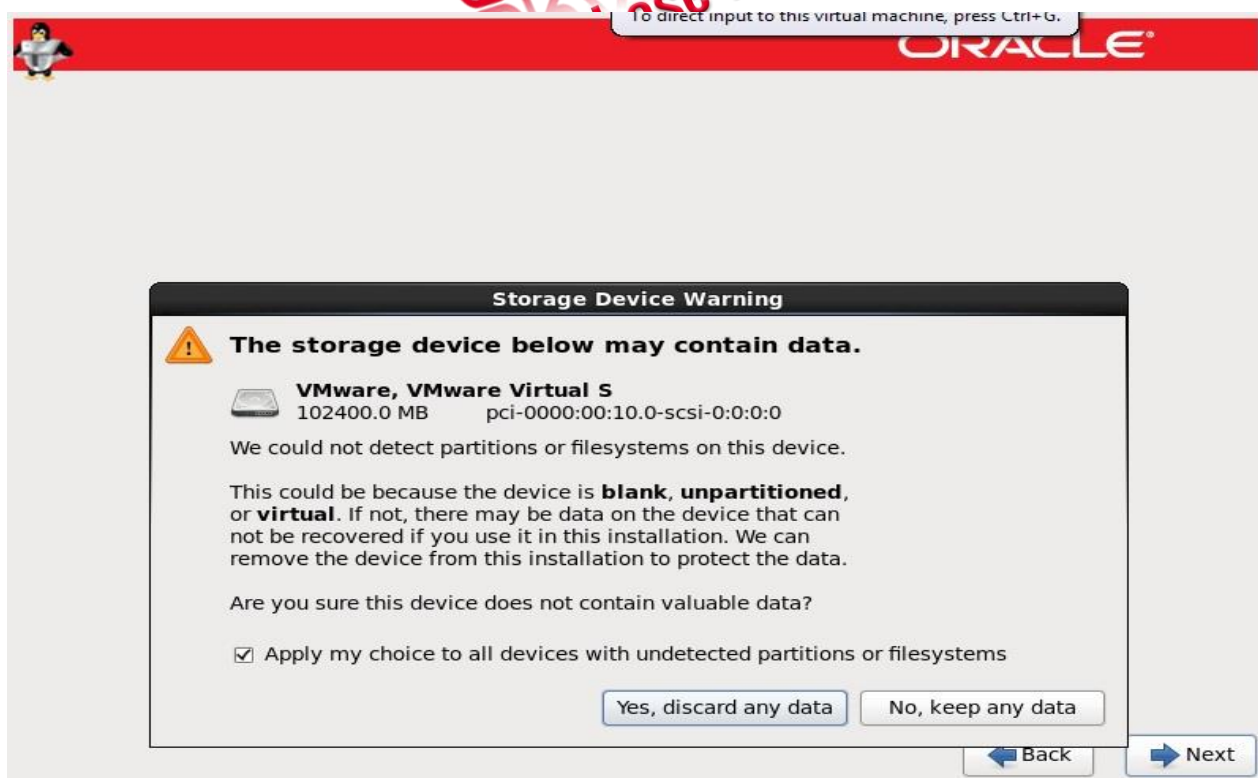 To direct input to this virtual machine, press Ctrl+G.
ORACLE
Storage Device Warning
The storage device below may contain data.
VMware, VMware Virtual S
102400.0 MB pci-0000:00:10.0-scsi-0:0:0:0
We could not detect partitions or filesystems on this device.
This could be because the device is blank, unpartitioned,
or virtual. If not, there may be data on the device that can
not be recovered if you use it in this installation. We can
remove the device from this installation to protect the data.
Are you sure this device does not contain valuable data?
Apply my choice to all devices with undetected partitions or filesystems
Yes, discard any data No, keep any data
Back Next